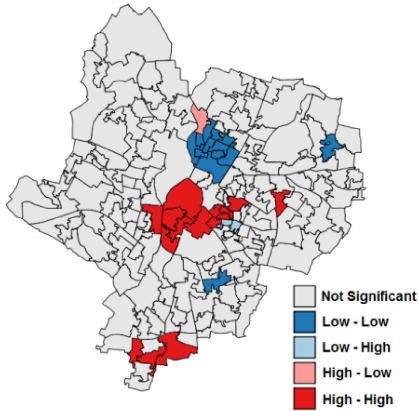 Not Significant
Low - Low
Low - High
High - Low
High - High